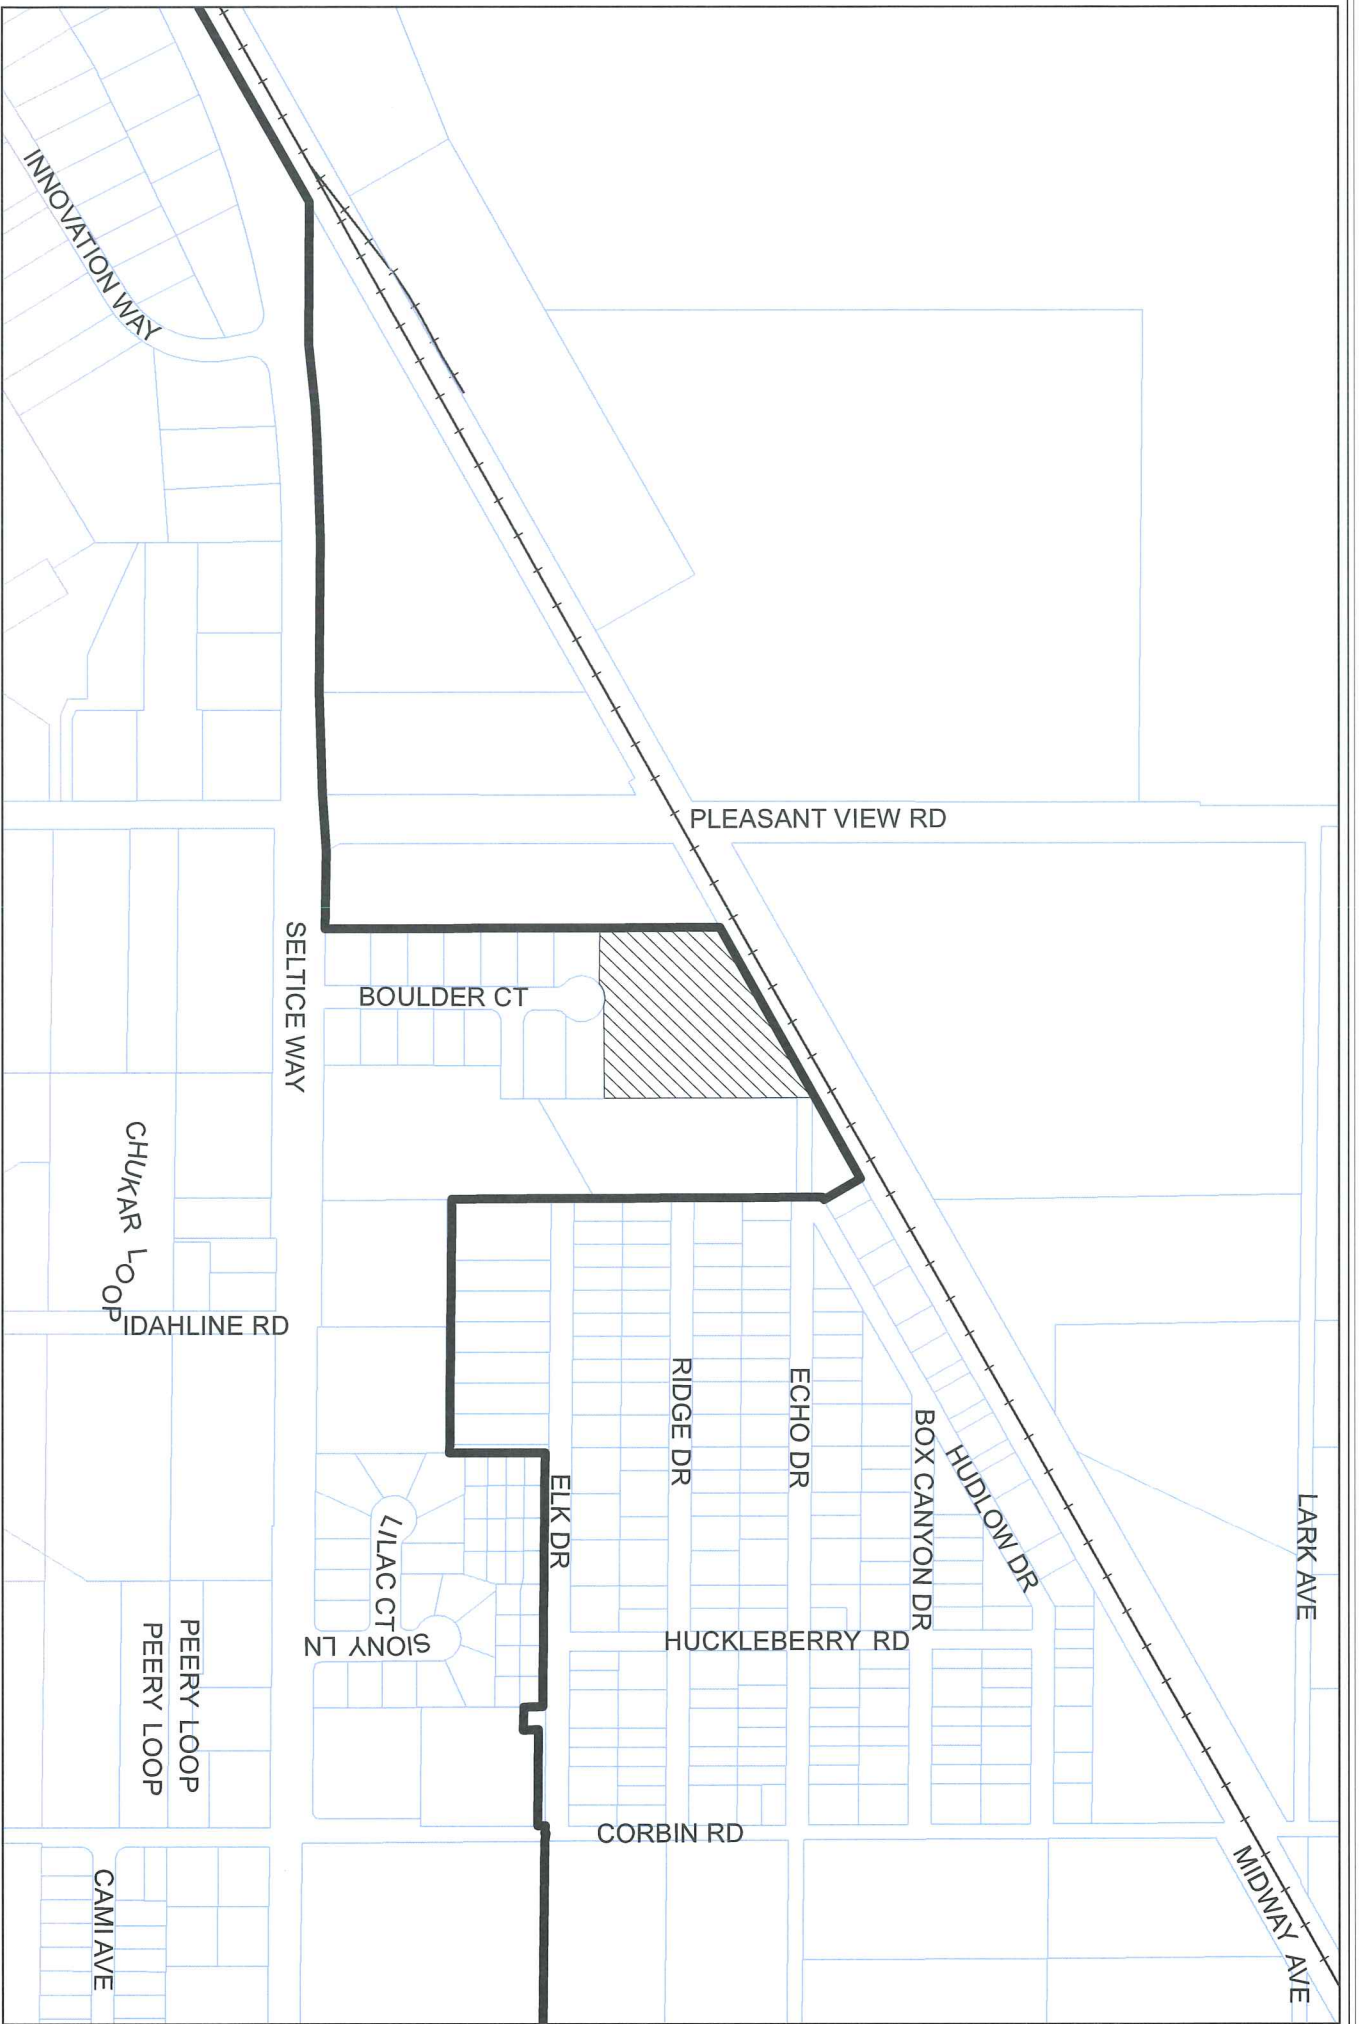 INNOVATION WAY
PLEASANT VIEW RD
SELTICE WAY
BOULDER CT
CHUKAR LOOP
IDAHLINE RD
RIDGE DR
ECHO DR
BOX CANYON DR
HUDLOW DR
ELK DR
LILAC CT
SIONY LN
LARK AVE
HUCKLEBERRY RD
PEERY LOOP
PEERY LOOP
CORBIN RD
CAMI AVE
MIDWAY AVE